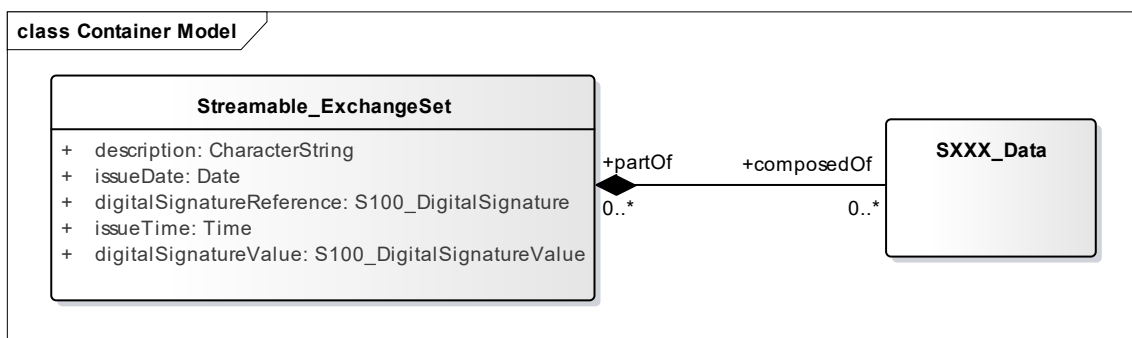 class Container Model
Streamable_ExchangeSet
+ description: CharacterString
+ issueDate: Date
+ digitalSignatureReference: S100_DigitalSignature
+ issueTime: Time
+ digitalSignatureValue: S100_DigitalSignatureValue
+partOf
0..*
+composedOf
0..*
SXXX_Data